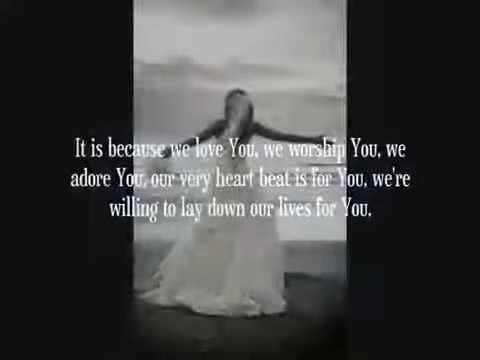 It is because we love You, we worship You, we
adore You, our very heart beat is for You, we're
willing to lay down our lives for You.